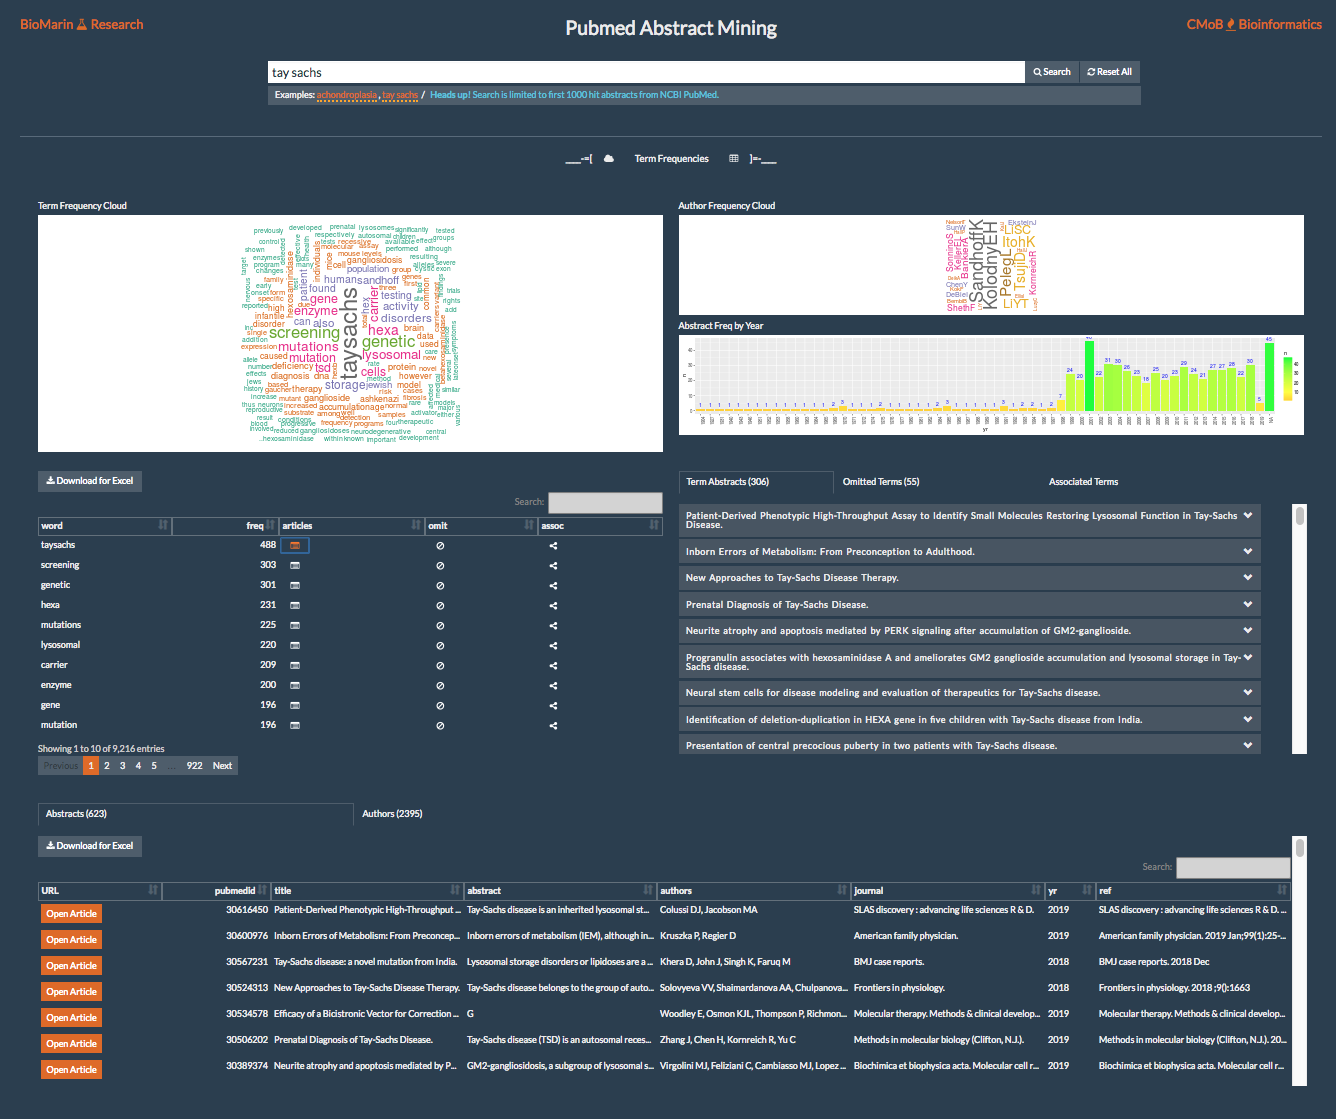 BioMarin Research
Pubmed Abstract Mining
CMoB Bioinformatics
tay sachs
Search
Reset All
Examples: achondroplasia , tay sachs / Heads up! Search is limited to first 1000 hit abstracts from NCBI PubMed.
___-=[ Term Frequencies ]=-___
Term Frequency Cloud
taysachs
screening
genetic
hexa
mutations
lysosomal
carrier
enzyme
gene
mutation
tsd
cells
storage
disorders
activity
testing
human
sandhoff
population
patient
found
can
also
hex
jewish
ashkenazi
protein
model
brain
data
used
common
however
deficiency
diagnosis
dna
therapy
ganglioside
accumulation
age
gangliosidosis
hexosaminidase
individuals
infantile
disorder
caused
high
Author Frequency Cloud
SandhoffK
KolodnyEH
PelegL
TsujiD
ItohK
LiSC
LiYT
KornreichR
EksteinJ
SonninoS
KellerT
BankierA
SunW
ChenY
DeBieI
ShethF
Abstract Freq by Year
Download for Excel
Search:
word freq articles omit assoc
taysachs 488
screening 303
genetic 301
hexa 231
mutations 225
lysosomal 220
carrier 209
enzyme 200
gene 196
mutation 196
Showing 1 to 10 of 9,216 entries
Previous 1 2 3 4 5 ... 922 Next
Term Abstracts (306) Omitted Terms (55) Associated Terms
Patient-Derived Phenotypic High-Throughput Assay to Identify Small Molecules Restoring Lysosomal Function in Tay-Sachs
Disease.
Inborn Errors of Metabolism: From Preconception to Adulthood.
New Approaches to Tay-Sachs Disease Therapy.
Prenatal Diagnosis of Tay-Sachs Disease.
Neurite atrophy and apoptosis mediated by PERK signaling after accumulation of GM2-ganglioside.
Progranulin associates with hexosaminidase A and ameliorates GM2 ganglioside accumulation and lysosomal storage in Tay-
Sachs disease.
Neural stem cells for disease modeling and evaluation of therapeutics for Tay-Sachs disease.
Identification of deletion-duplication in HEXA gene in five children with Tay-Sachs disease from India.
Presentation of central precocious puberty in two patients with Tay-Sachs disease.
Abstracts (623) Authors (2395)
Download for Excel
Search:
URL pubmedid title abstract authors journal yr ref
Open Article 30616450 Patient-Derived Phenotypic High-Throughput ... Tay-Sachs disease is an inherited lysosomal st... Colussi DJ, Jacobson MA SLAS discovery : advancing life sciences R & D. 2019 SLAS discovery : advancing life sciences R & D. ...
Open Article 30600976 Inborn Errors of Metabolism: From Preconcep... Inborn errors of metabolism (IEM), although in... Kruszka P, Regier D American family physician. 2019 American family physician. 2019 Jan;99(1):25-...
Open Article 30567231 Tay-Sachs disease: a novel mutation from India. Lysosomal storage disorders or lipidoses are a ... Khera D, John J, Singh K, Faruq M BMJ case reports. 2018 BMJ case reports. 2018 Dec
Open Article 30524313 New Approaches to Tay-Sachs Disease Therapy. Tay-Sachs disease belongs to the group of auto... Solovyeva VV, Shaimardanova AA, Chulpanova... Frontiers in physiology. 2018 Frontiers in physiology. 2018 ;9():1663
Open Article 30534578 Efficacy of a Bicistronic Vector for Correction ... G Woodley E, Osmon KJL, Thompson P, Richmon... Molecular therapy. Methods & clinical develop... 2019 Molecular therapy. Methods & clinical develop...
Open Article 30506202 Prenatal Diagnosis of Tay-Sachs Disease. Tay-Sachs disease (TSD) is an autosomal reces... Zhang J, Chen H, Kornreich R, Yu C Methods in molecular biology (Clifton, N.J.). 2019 Methods in molecular biology (Clifton, N.J.). 20...
Open Article 30389374 Neurite atrophy and apoptosis mediated by P... GM2-gangliosidosis, a subgroup of lysosomal s... Virgolini MJ, Feliziani C, Cambiasso MJ, Lopez ... Biochimica et biophysica acta. Molecular cell r... 2019 Biochimica et biophysica acta. Molecular cell r...